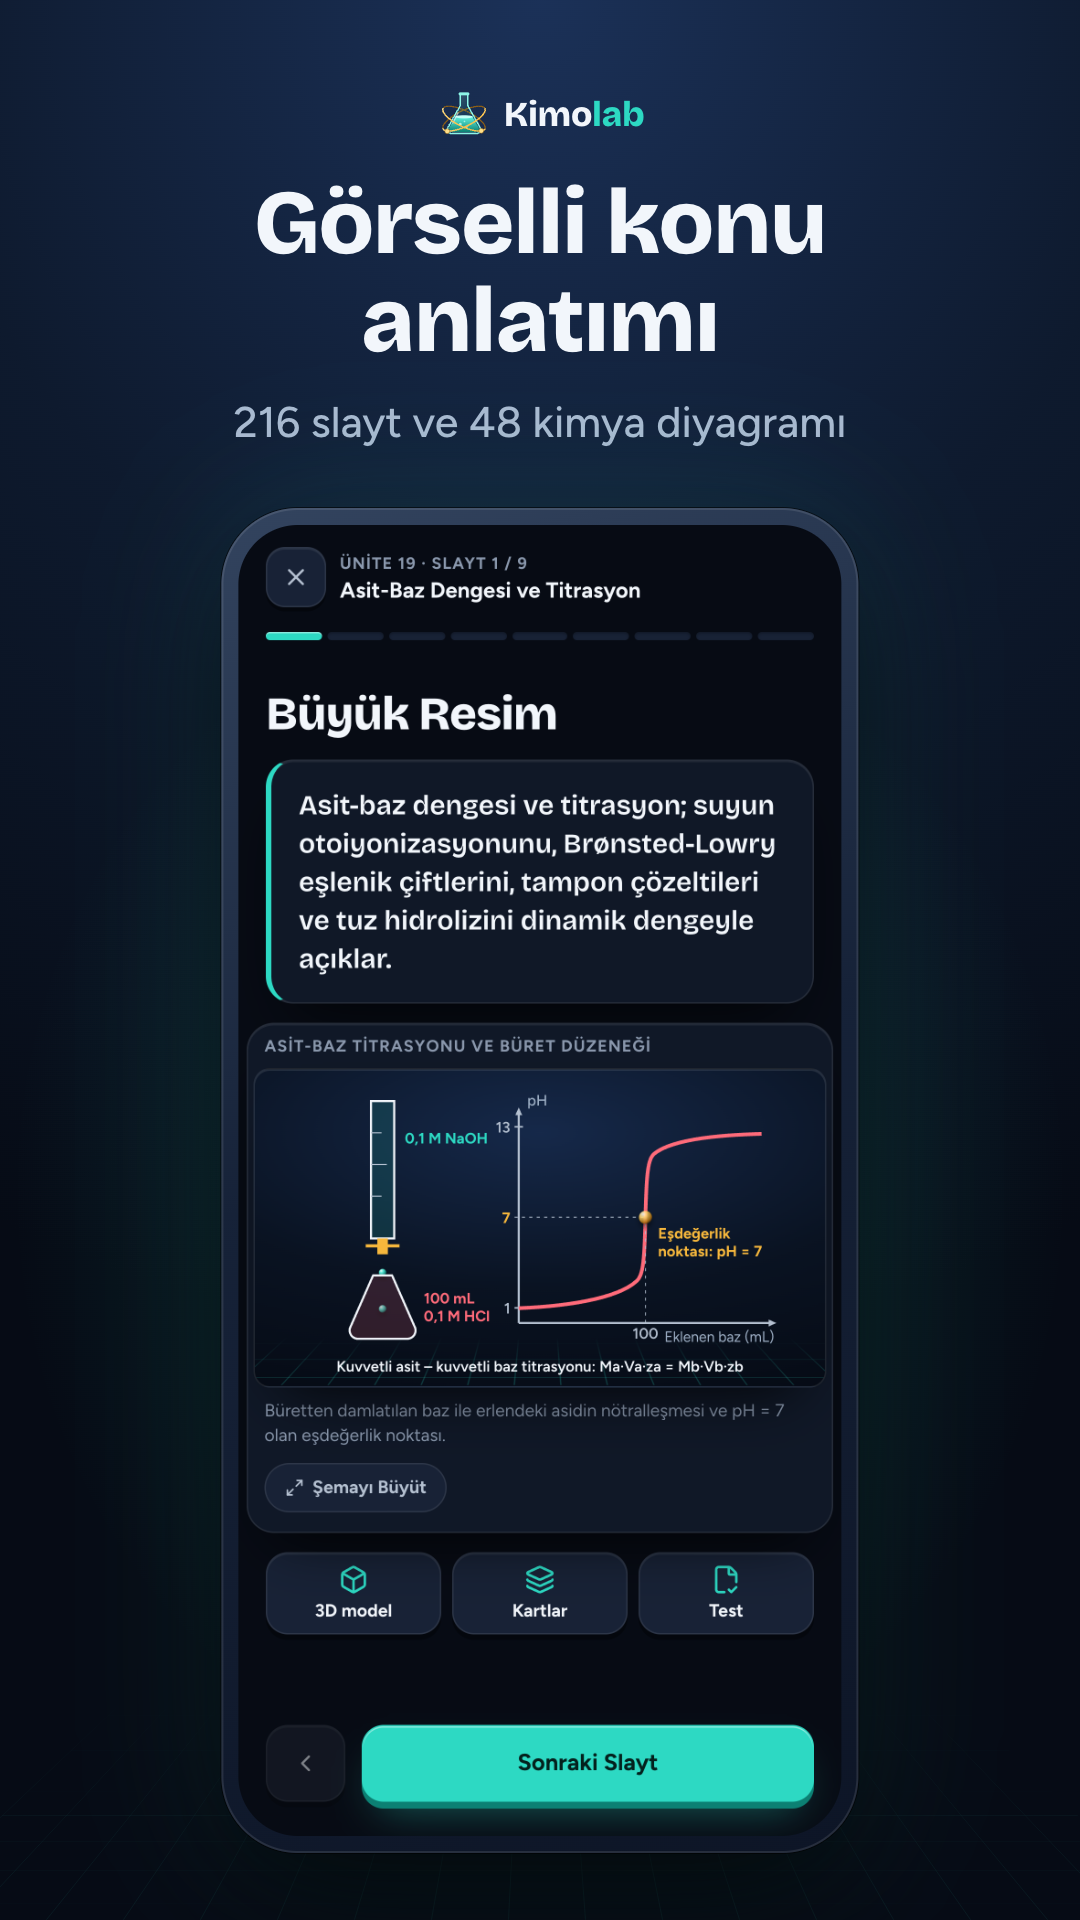 Kimolab
Görselli konu
anlatımı
216 slayt ve 48 kimya diyagramı
ÜNİTE 19 · SLAYT 1 / 9
Asit-Baz Dengesi ve Titrasyon
Büyük Resim
Asit-baz dengesi ve titrasyon; suyun
otoiyonizasyonunu, Brønsted-Lowry
eşlenik çiftlerini, tampon çözeltileri
ve tuz hidrolizini dinamik dengeyle
açıklar.
ASİT-BAZ TİTRASYONU VE BÜRET DÜZENEĞİ
pH
13
0,1 M NaOH
7
Eşdeğerlik
noktası: pH = 7
100 mL
0,1 M HCl
1
100
Eklenen baz (mL)
Kuvvetli asit – kuvvetli baz titrasyonu: Ma·Va·za = Mb·Vb·zb
Büretten damlatılan baz ile erlendeki asidin nötralleşmesi ve pH = 7
olan eşdeğerlik noktası.
Şemayı Büyüt
3D model
Kartlar
Test
Sonraki Slayt